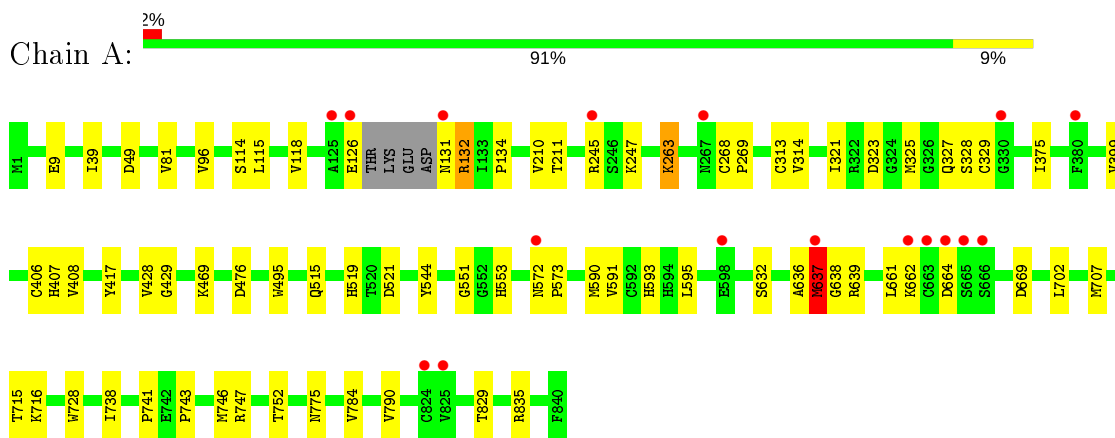 2%
Chain A:
91% 9%
M1 E9 I39 D49 V81 V96 S114 L115 V118 A125 E126 THR LYS GLU ASP N131 R132 I133 P134 V210 T211 R245 S246 K247 K263 N267 C268 P269 C313 V314 I321 R322 D323 G324 M325 G326 Q327 S328 C329 G330 I375 F380
C406 H407 V408 Y417 V428 G429 K469 D476 W495 Q515 H519 T520 D521 Y544 G551 G552 H553 N572 P573 M590 V591 C592 H593 H594 L595 E598 S632 A636 M637 G638 R639 L661 K662 C663 D664 S665 S666 D669 L702 M707
T715 K716 W728 I738 P741 E742 P743 M746 R747 T752 N775 V784 V790 C824 V825 T829 R835 F840